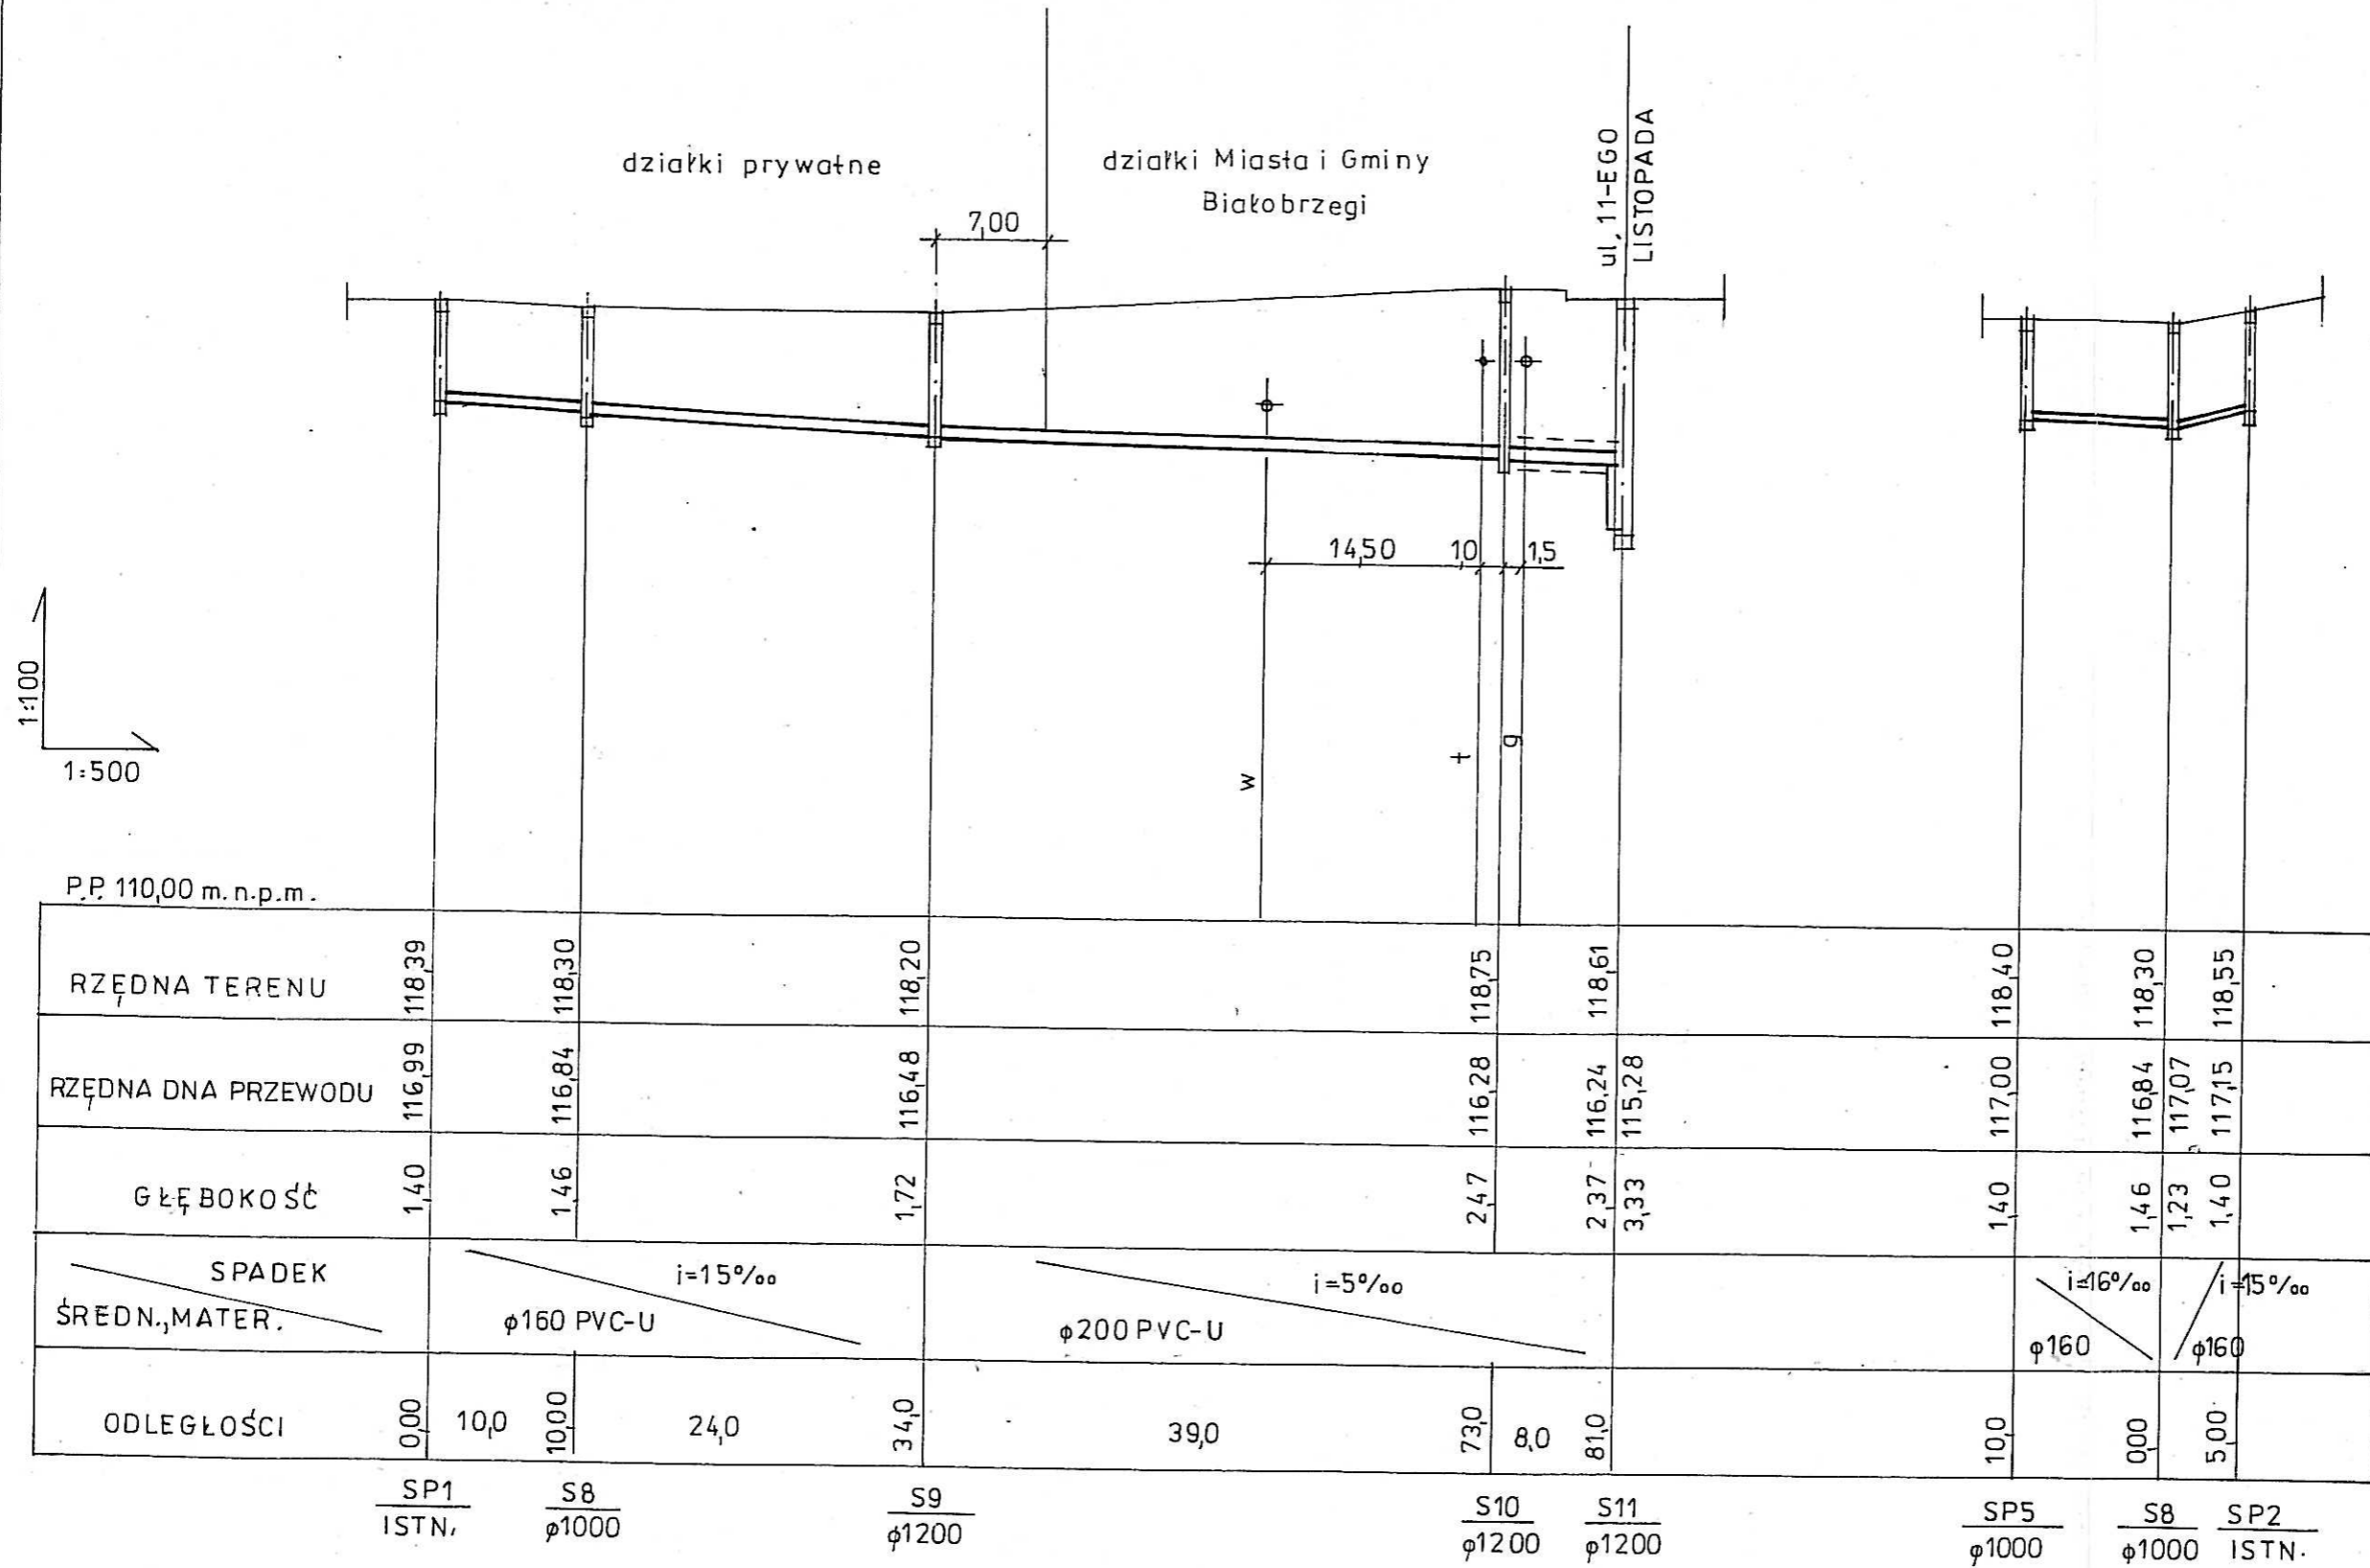 działki prywatne
działki Miasta i Gminy
Białobrzegi
ul, 11-EGO
LISTOPADA
7,00
14,50 1,0 1,5
1:100
1:500
w t g
P.P. 110,00 m.n.p.m.
RZĘDNA TERENU 118,39 118,30 118,20 118,75 118,61 118,40 118,30 118,55
RZĘDNA DNA PRZEWODU 116,99 116,84 116,48 116,28 116,24 115,28 117,00 116,84 117,07 117,15
GŁĘBOKOŚĆ 1,40 1,46 1,72 2,47 2,37 3,33 1,40 1,46 1,23 1,40
SPADEK i=15‰ i=5‰ i=16‰ i=15‰
ŚREDN.,MATER. φ160 PVC-U φ200 PVC-U φ160 φ160
ODLEGŁOŚCI 0,00 10,0 10,00 24,0 34,0 39,0 73,0 8,0 81,0 10,0 0,00 5,00
SP1 S8 S9 S10 S11 SP5 S8 SP2
ISTN, φ1000 φ1200 φ1200 φ1200 φ1000 φ1000 ISTN.